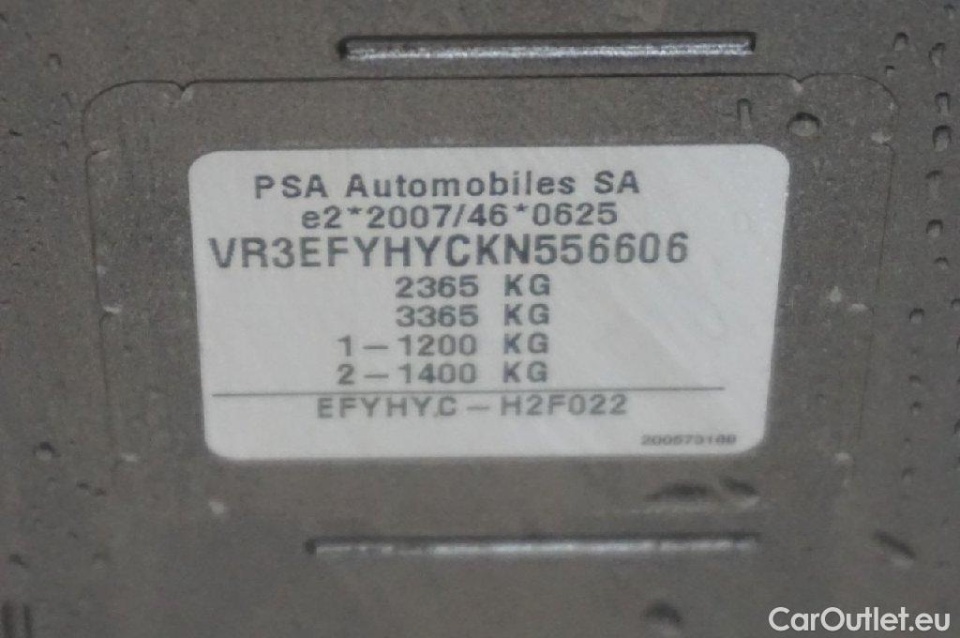 PSA Automobiles SA
e2*2007/46*0625
VR3EFYHYCKN556606
2365 KG
3365 KG
1-1200 KG
2-1400 KG
EFYHY,C-H2F022
CarOutlet.eu